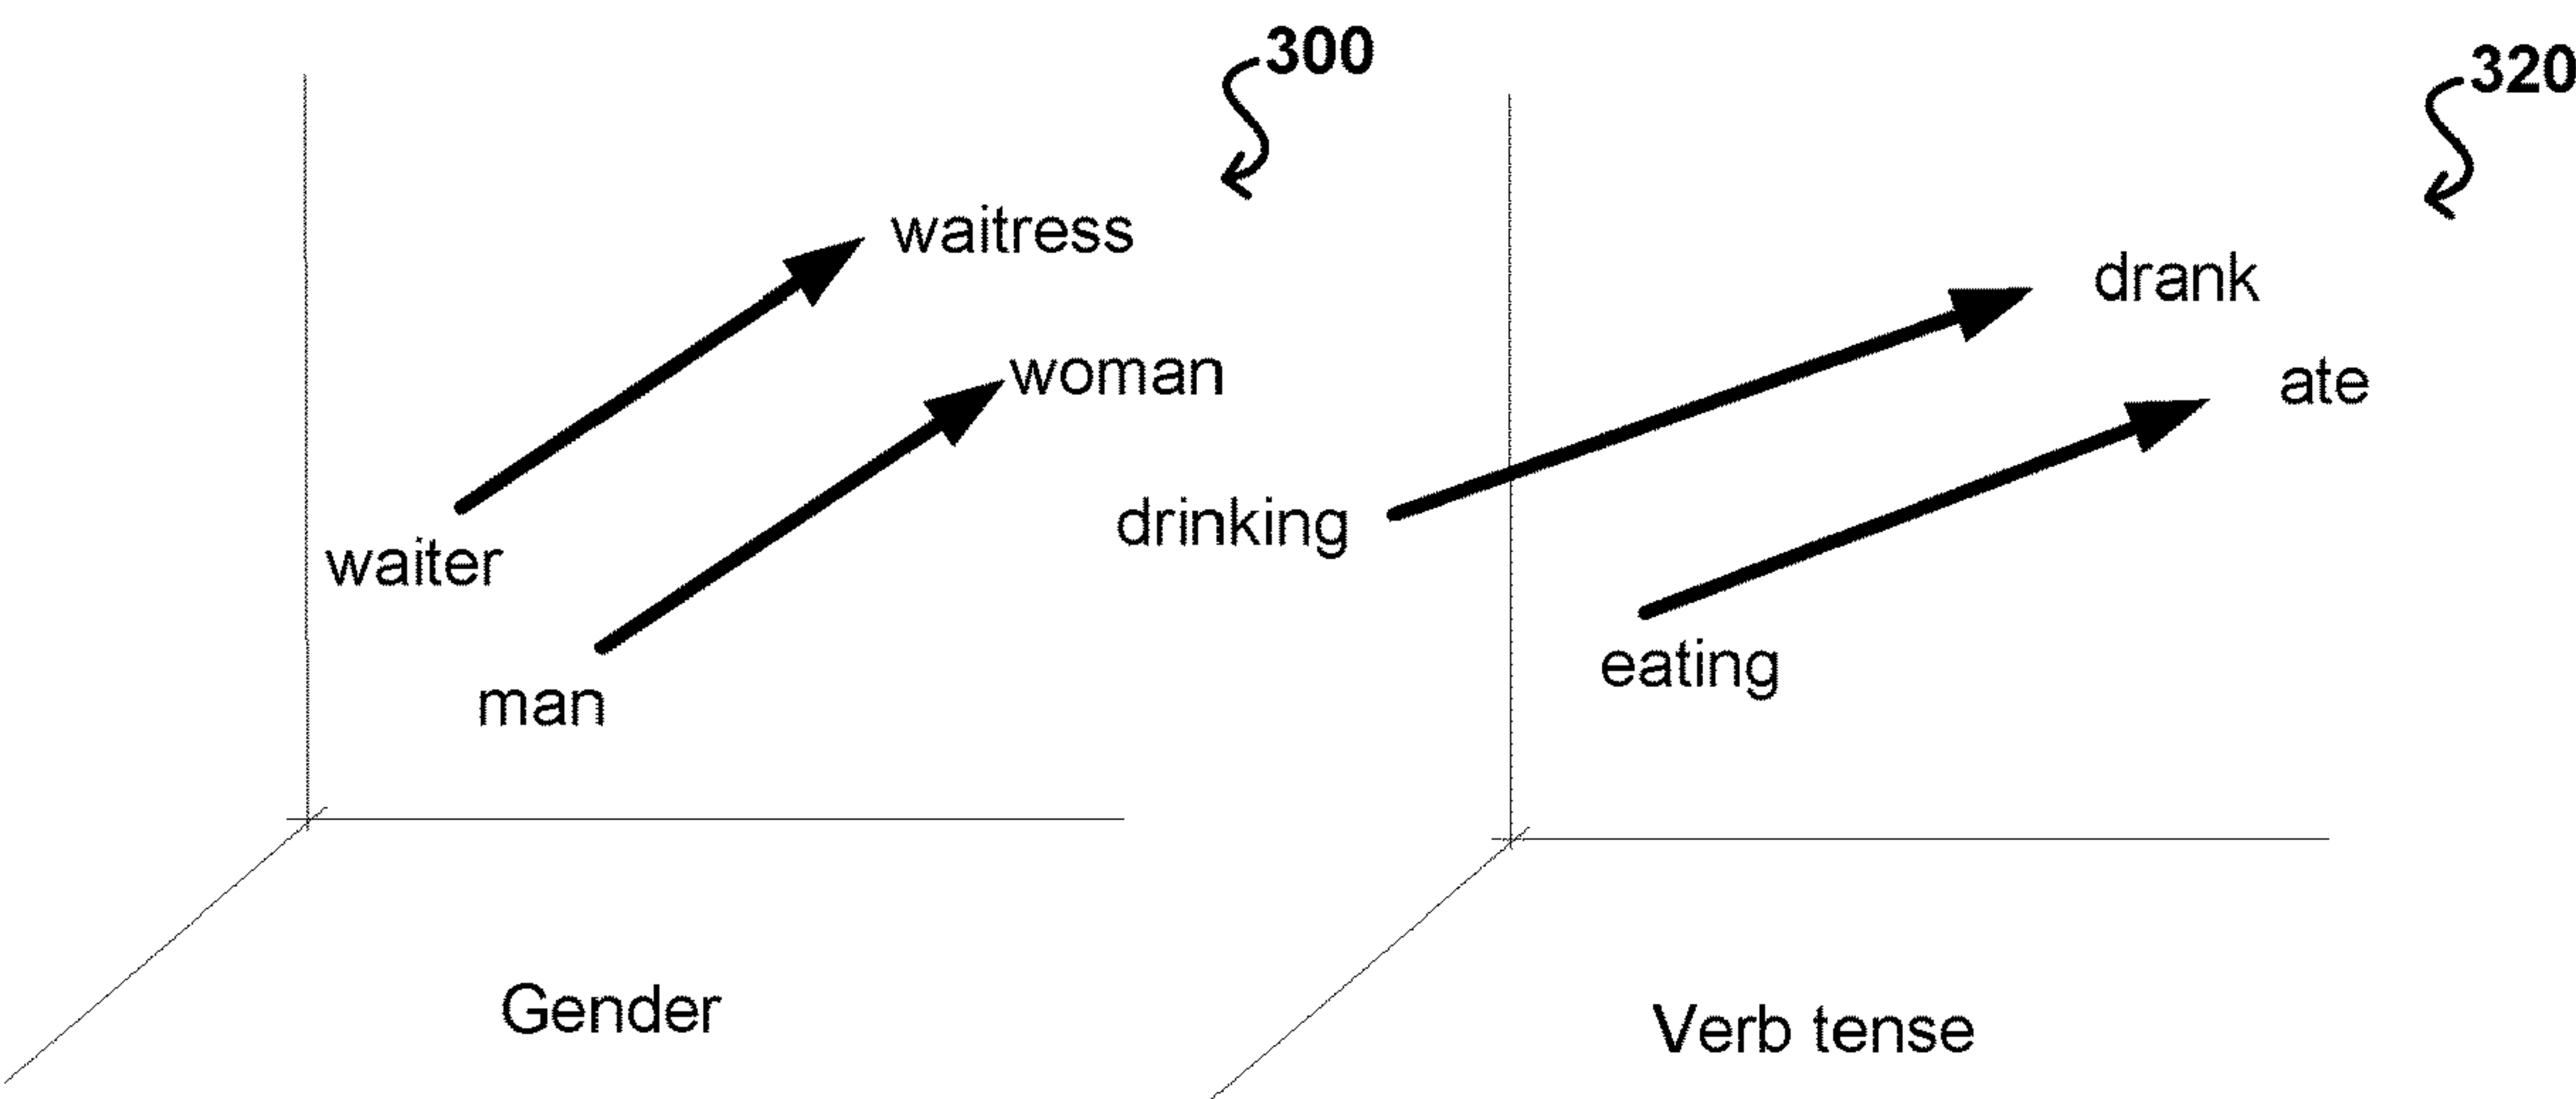 300
waitress
woman
waiter
man
Gender
320
drank
ate
drinking
eating
Verb tense